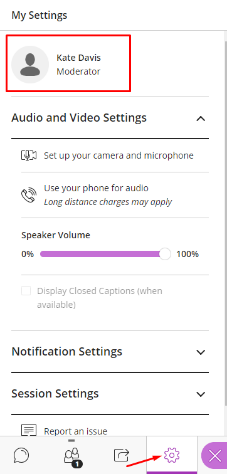 My Settings
Kate Davis
Moderator
Audio and Video Settings
Set up your camera and microphone
Use your phone for audio
Long distance charges may apply
Speaker Volume
0% 100%
Display Closed Captions (when
available)
Notification Settings
Session Settings
Report an issue
1